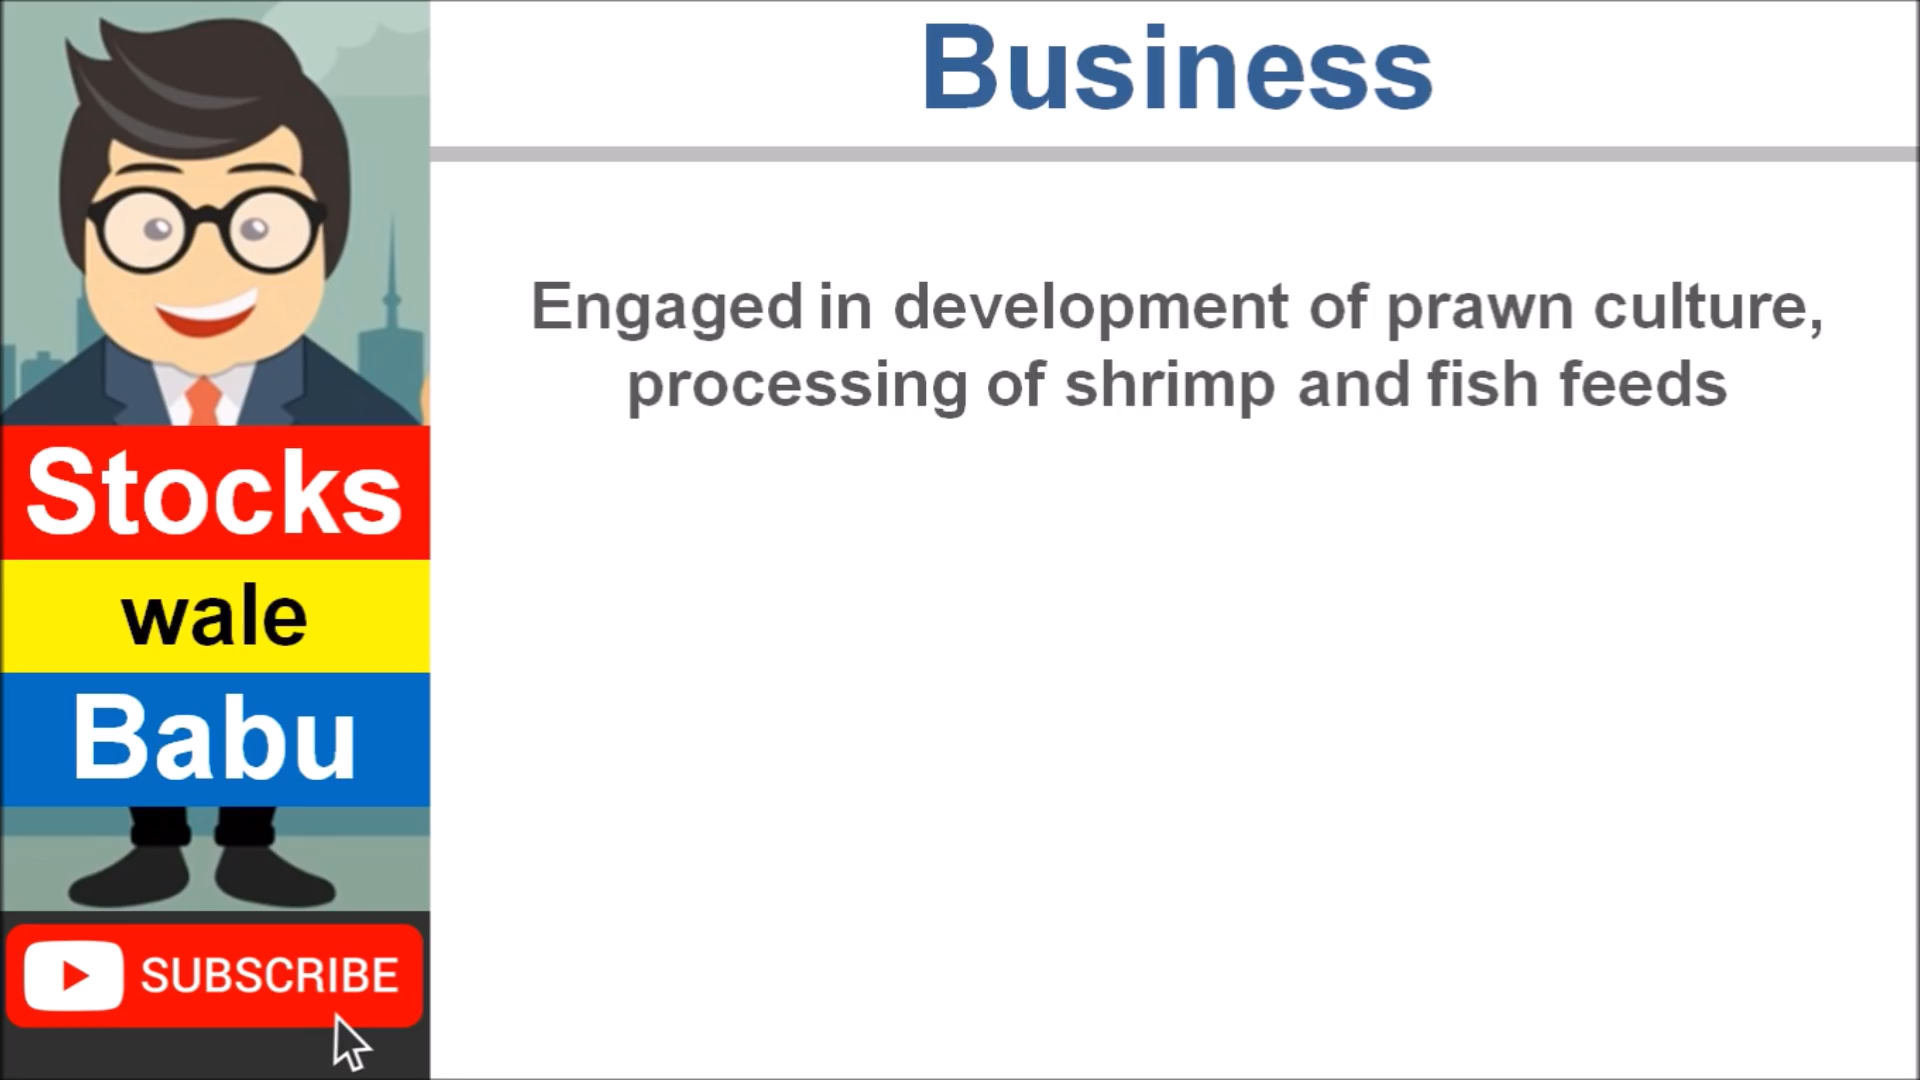 Business
Engaged in development of prawn culture,
processing of shrimp and fish feeds
Stocks
wale
Babu
SUBSCRIBE